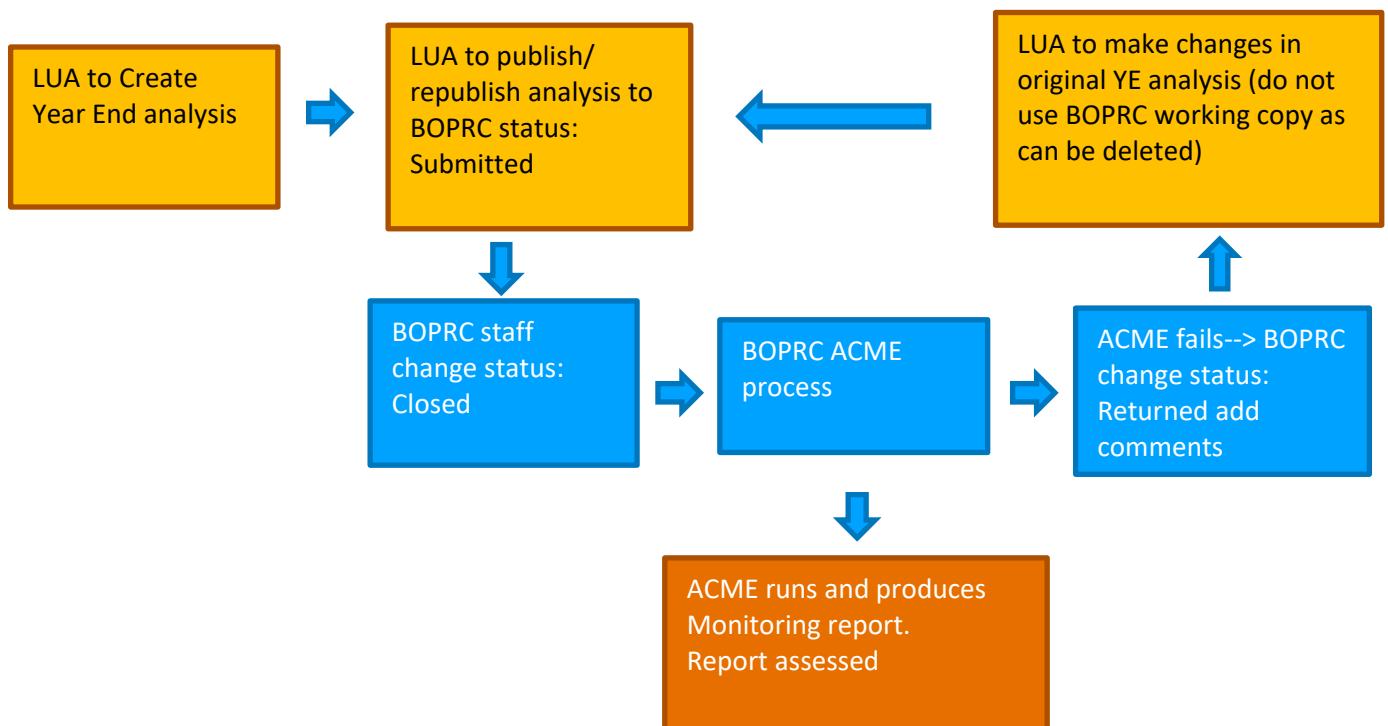 LUA to Create
Year End analysis
LUA to publish/
republish analysis to
BOPRC status:
Submitted
LUA to make changes in
original YE analysis (do not
use BOPRC working copy as
can be deleted)
BOPRC staff
change status:
Closed
BOPRC ACME
process
ACME fails--> BOPRC
change status:
Returned add
comments
ACME runs and produces
Monitoring report.
Report assessed